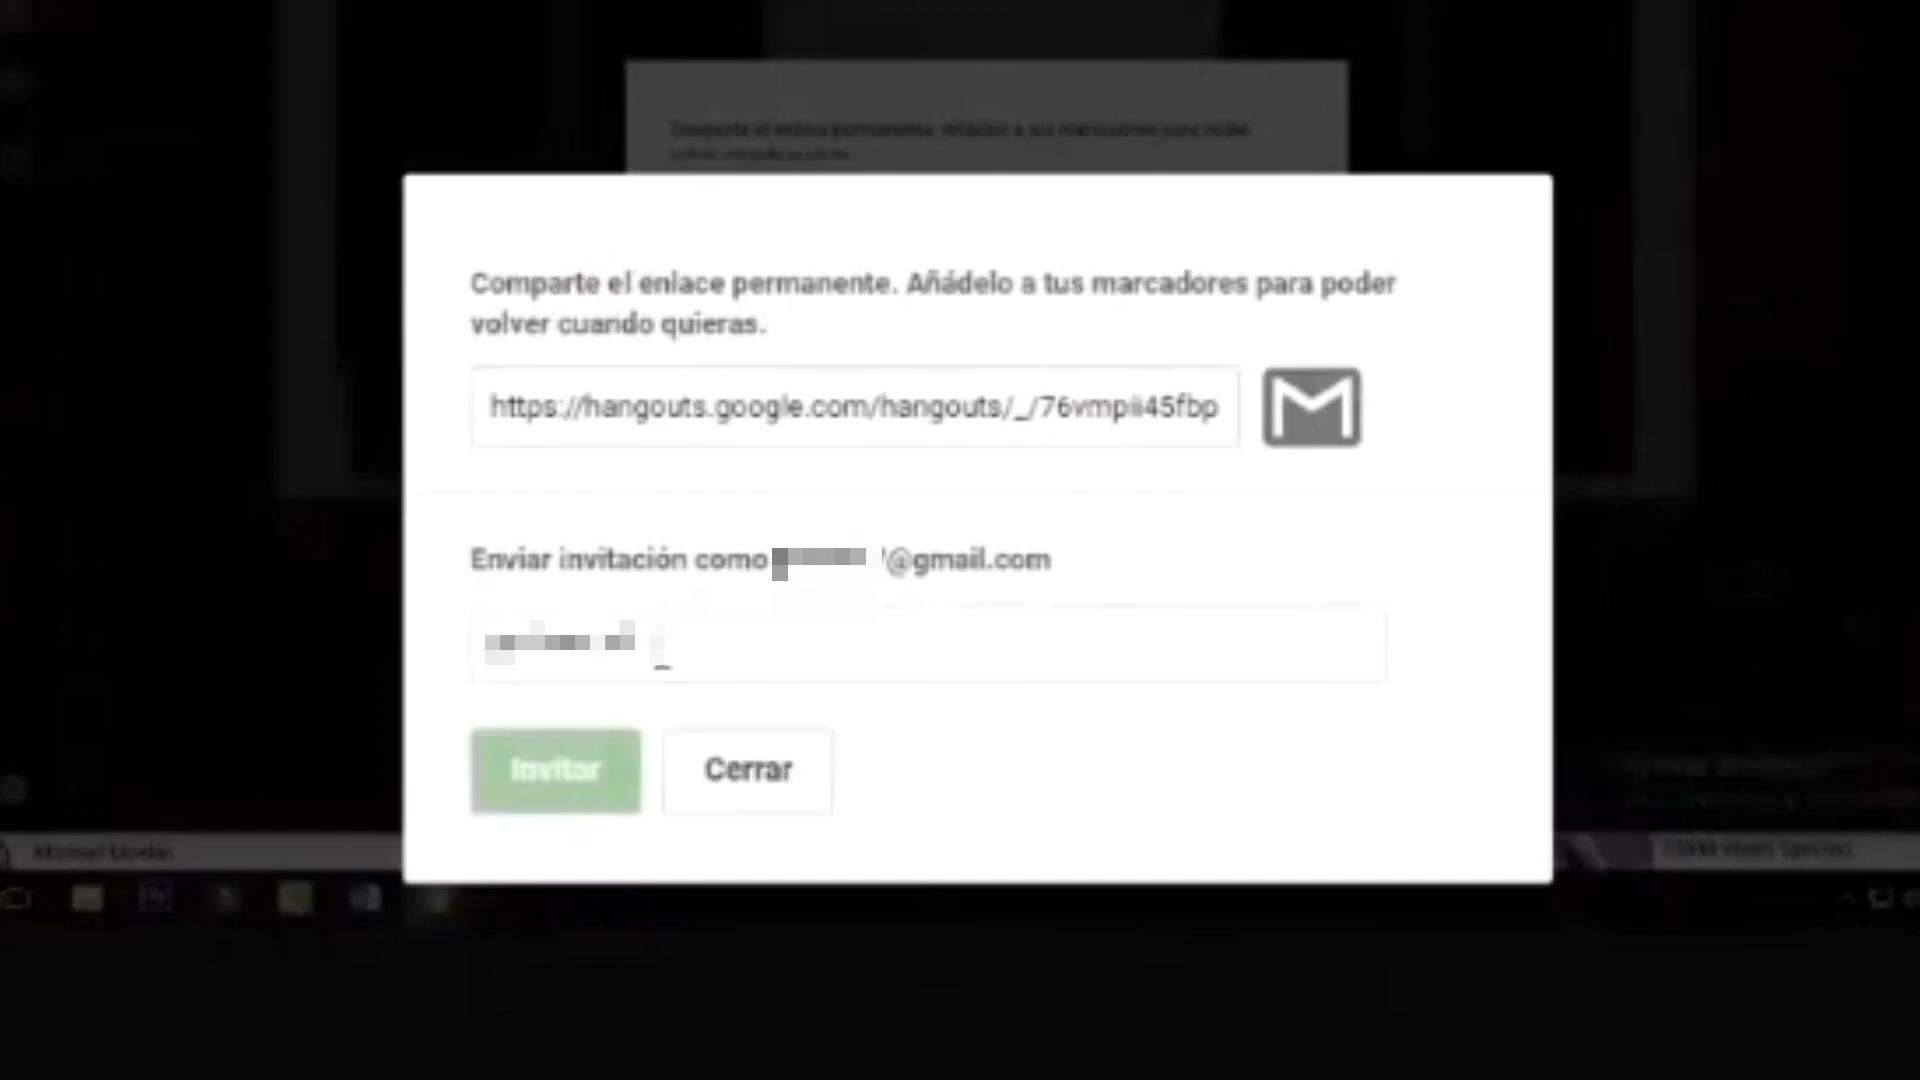 Comparte el enlace permanente. Añádelo a tus marcadores para poder
volver cuando quieras.
https://hangouts.google.com/hangouts/_/76vmpii45fbp
Enviar invitación como @gmail.com
Invitar
Cerrar